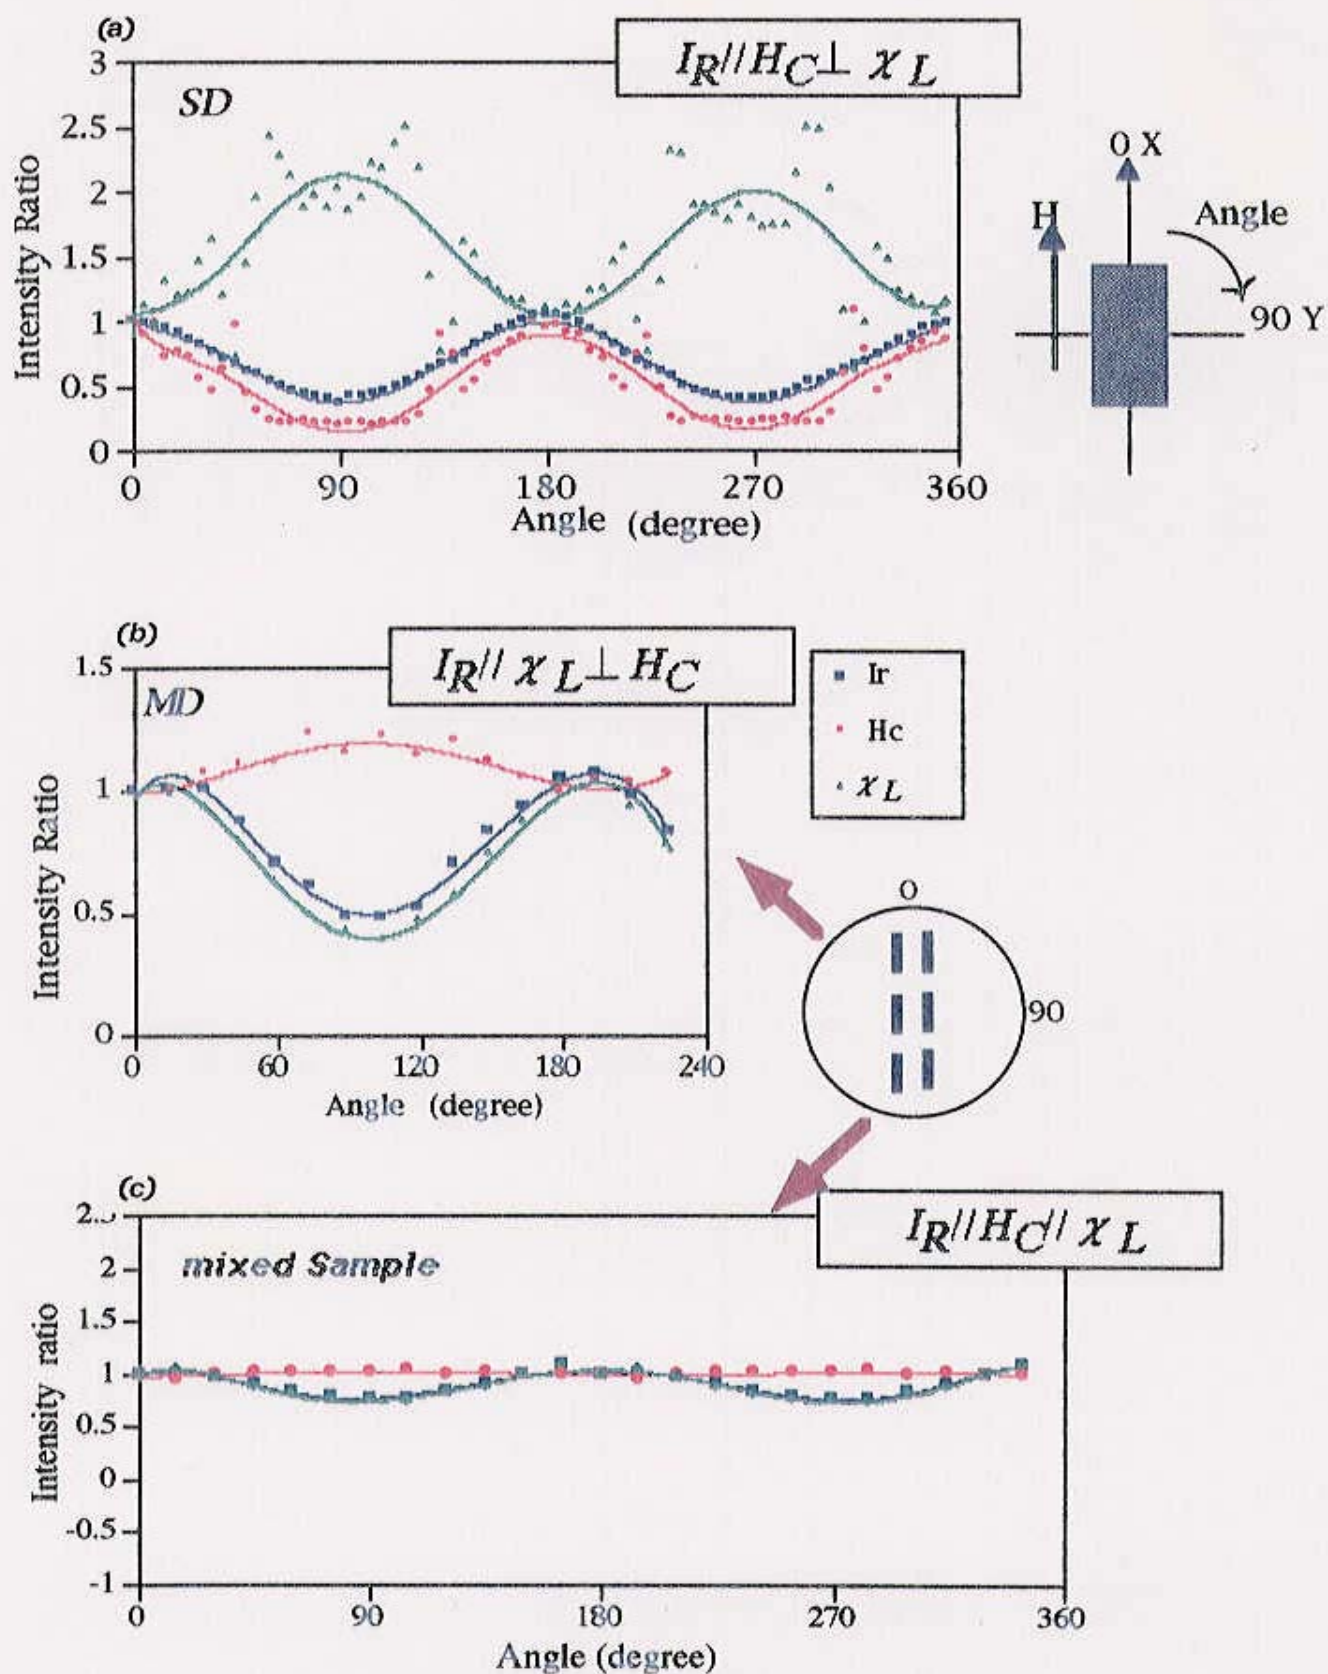 (a)
I_R//H_C⊥ χ_L
SD
3
2.5
2
1.5
1
0.5
0
Intensity Ratio
0 90 180 270 360
Angle (degree)
0 X
H
Angle
90 Y
(b)
I_R// χ_L⊥ H_C
MD
1.5
1
0.5
0
Intensity Ratio
0 60 120 180 240
Angle (degree)
Ir
Hc
χ_L
0
90
(c)
I_R//H_C// χ_L
mixed Sample
2.5
2
1.5
1
0.5
0
-0.5
-1
Intensity ratio
0 90 180 270 360
Angle (degree)